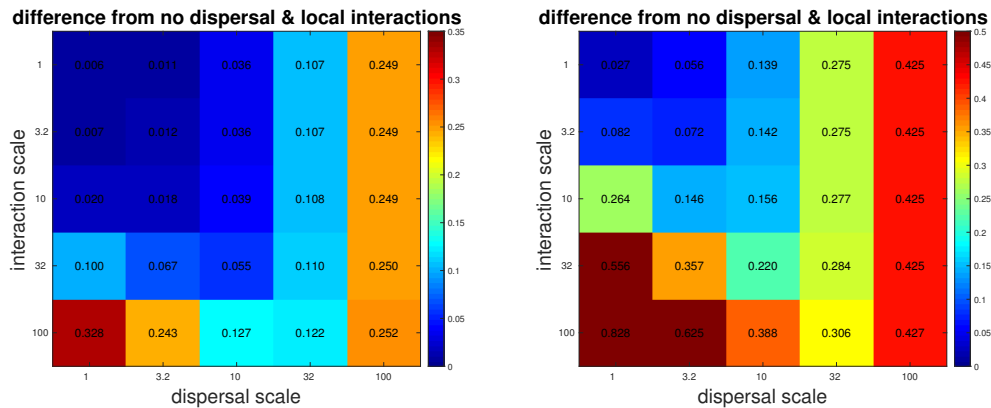 difference from no dispersal & local interactions
1 0.006 0.011 0.036 0.107 0.249
3.2 0.007 0.012 0.036 0.107 0.249
10 0.020 0.018 0.039 0.108 0.249
32 0.100 0.067 0.055 0.110 0.250
100 0.328 0.243 0.127 0.122 0.252
1 3.2 10 32 100
interaction scale
dispersal scale
0.35
0.3
0.25
0.2
0.15
0.1
0.05
0
difference from no dispersal & local interactions
1 0.027 0.056 0.139 0.275 0.425
3.2 0.082 0.072 0.142 0.275 0.425
10 0.264 0.146 0.156 0.277 0.425
32 0.556 0.357 0.220 0.284 0.425
100 0.828 0.625 0.388 0.306 0.427
1 3.2 10 32 100
interaction scale
dispersal scale
0.5
0.45
0.4
0.35
0.3
0.25
0.2
0.15
0.1
0.05
0